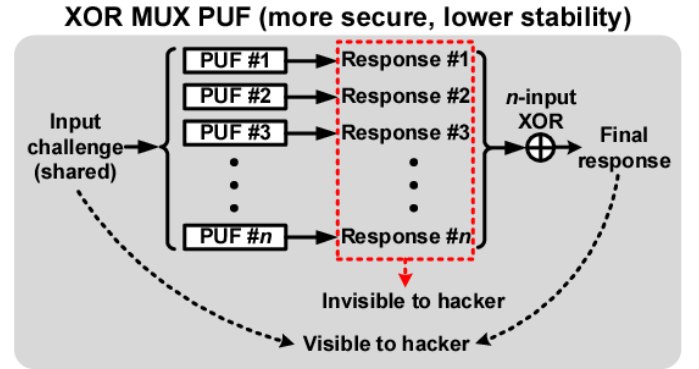 XOR MUX PUF (more secure, lower stability)
PUF #1
Response #1
PUF #2
Response #2
PUF #3
Response #3
PUF #n
Response #n
Input
challenge
(shared)
n-input
XOR
Final
response
Invisible to hacker
Visible to hacker